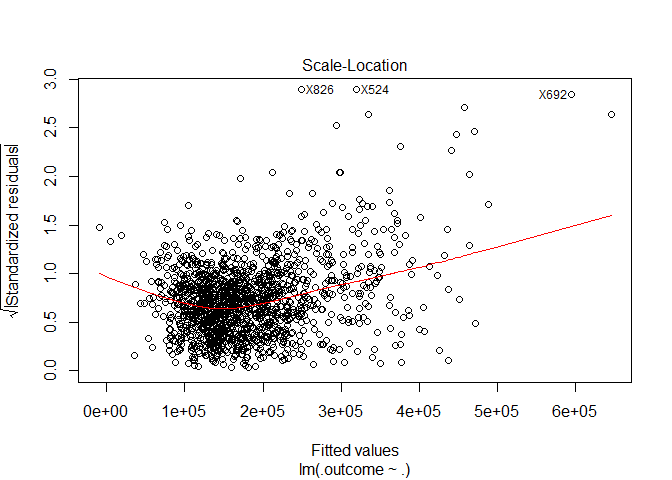 Scale-Location
√|Standardized residuals|
3.0
2.5
2.0
1.5
1.0
0.5
0.0
X826
X524
X692
0e+00 1e+05 2e+05 3e+05 4e+05 5e+05 6e+05
Fitted values
lm(.outcome ~ .)